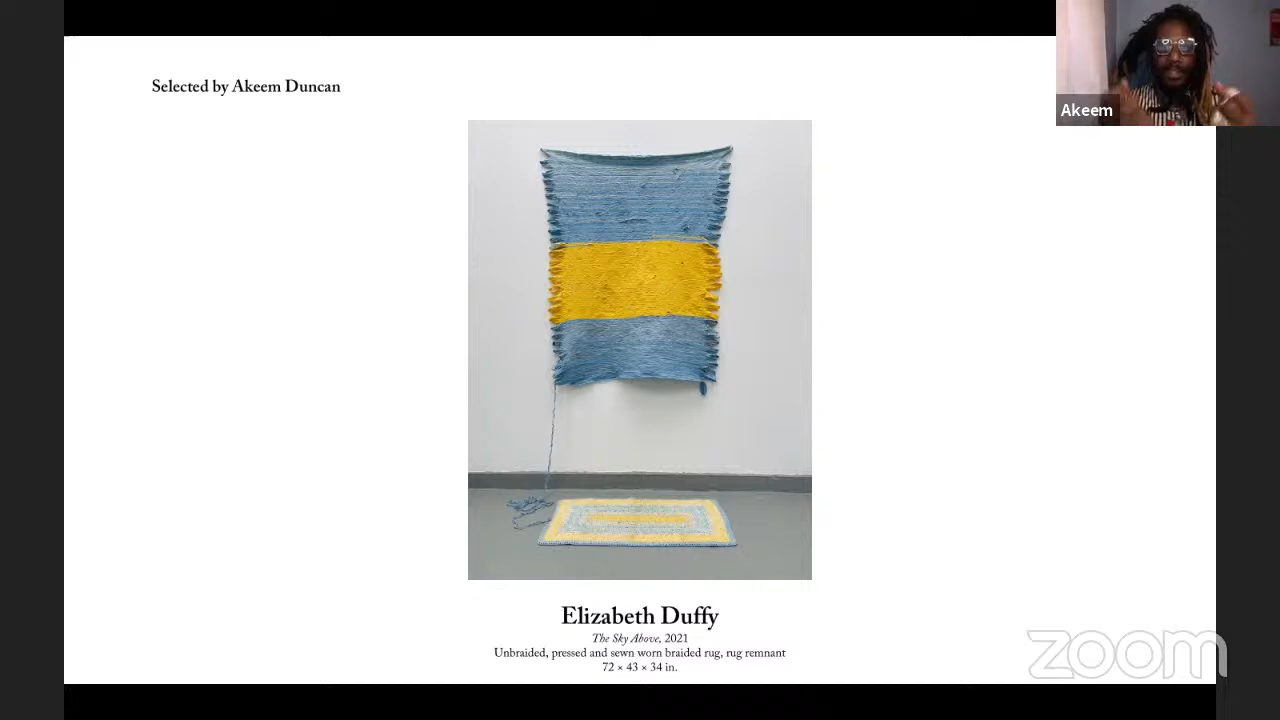 Selected by Akeem Duncan
Akeem
Elizabeth Duffy
The Sky Above, 2021
Unbraided, pressed and sewn worn braided rug, rug remnant
72 × 43 × 34 in.
zoom